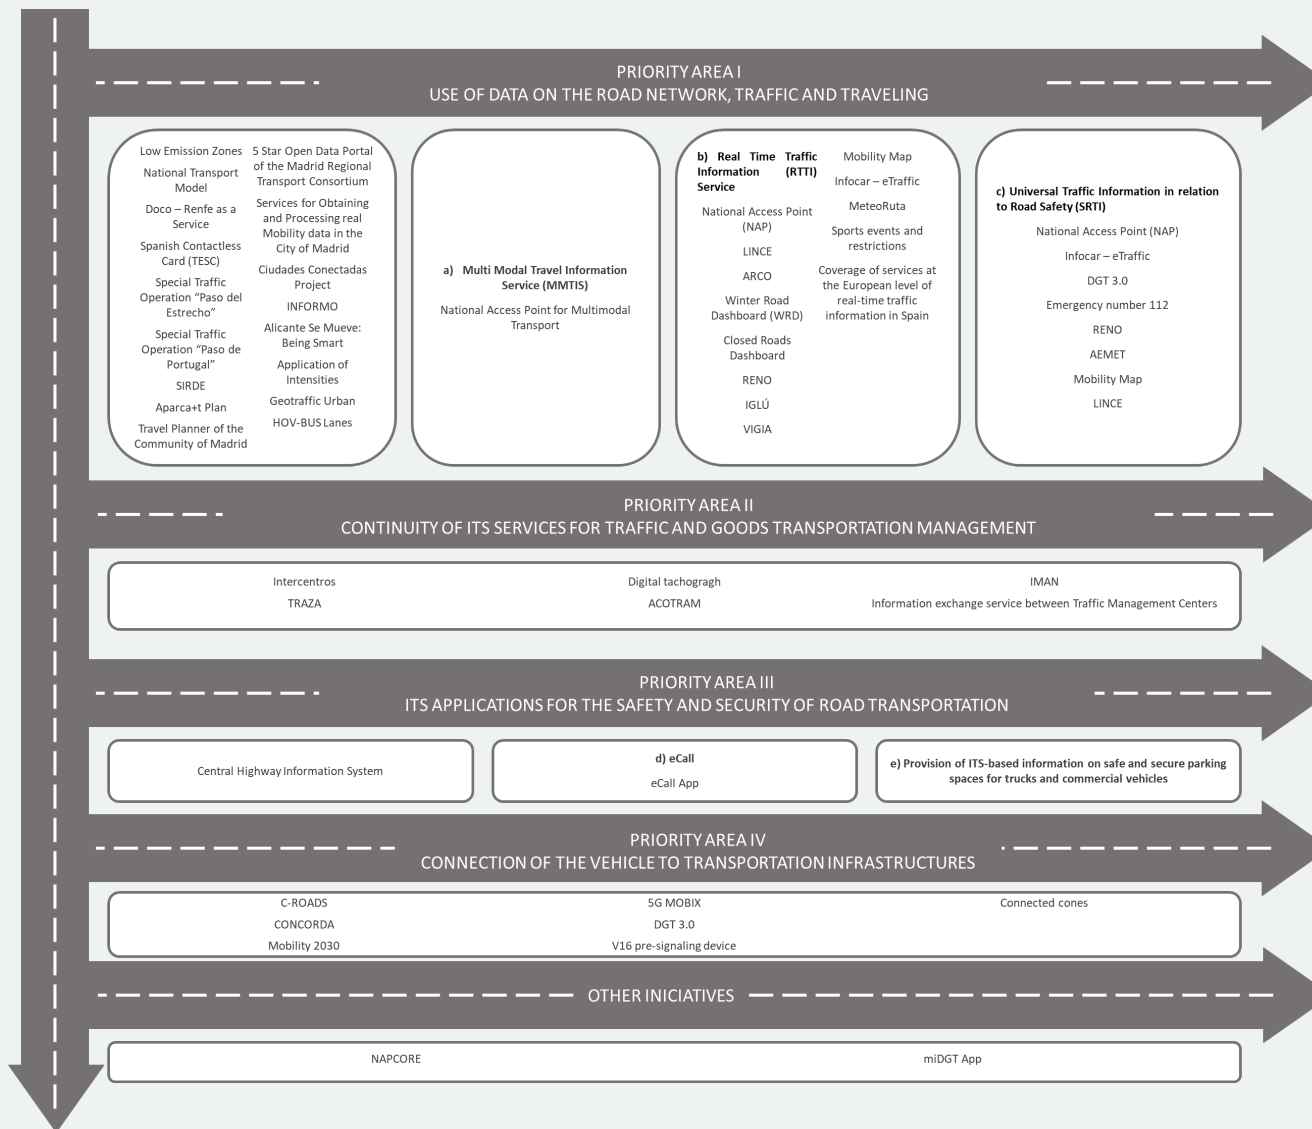 PRIORITY AREA I
USE OF DATA ON THE ROAD NETWORK, TRAFFIC AND TRAVELING
Low Emission Zones
National Transport
Model
Doco – Renfe as a
Service
Spanish Contactless
Card (TESC)
Special Traffic
Operation “Paso del
Estrecho”
Special Traffic
Operation “Paso de
Portugal”
SIRDE
Aparca+t Plan
Travel Planner of the
Community of Madrid
5 Star Open Data Portal
of the Madrid Regional
Transport Consortium
Services for Obtaining
and Processing real
Mobility data in the
City of Madrid
Ciudades Conectadas
Project
INFORMO
Alicante Se Mueve:
Being Smart
Application of
Intensities
Geotraffic Urban
HOV-BUS Lanes
a) Multi Modal Travel Information
Service (MMTIS)
National Access Point for Multimodal
Transport
b) Real Time Traffic
Information (RTTI)
Service
National Access Point
(NAP)
LINCE
ARCO
Winter Road
Dashboard (WRD)
Closed Roads
Dashboard
RENO
IGLÚ
VIGIA
Mobility Map
Infocar – eTraffic
MeteoRuta
Sports events and
restrictions
Coverage of services at
the European level of
real-time traffic
information in Spain
c) Universal Traffic Information in relation
to Road Safety (SRTI)
National Access Point (NAP)
Infocar – eTraffic
DGT 3.0
Emergency number 112
RENO
AEMET
Mobility Map
LINCE
PRIORITY AREA II
CONTINUITY OF ITS SERVICES FOR TRAFFIC AND GOODS TRANSPORTATION MANAGEMENT
Intercentros
TRAZA
Digital tachogragh
ACOTRAM
IMAN
Information exchange service between Traffic Management Centers
PRIORITY AREA III
ITS APPLICATIONS FOR THE SAFETY AND SECURITY OF ROAD TRANSPORTATION
Central Highway Information System
d) eCall
eCall App
e) Provision of ITS-based information on safe and secure parking
spaces for trucks and commercial vehicles
PRIORITY AREA IV
CONNECTION OF THE VEHICLE TO TRANSPORTATION INFRASTRUCTURES
C-ROADS
CONCORDA
Mobility 2030
5G MOBIX
DGT 3.0
V16 pre-signaling device
Connected cones
OTHER INICIATIVES
NAPCORE
miDGT App